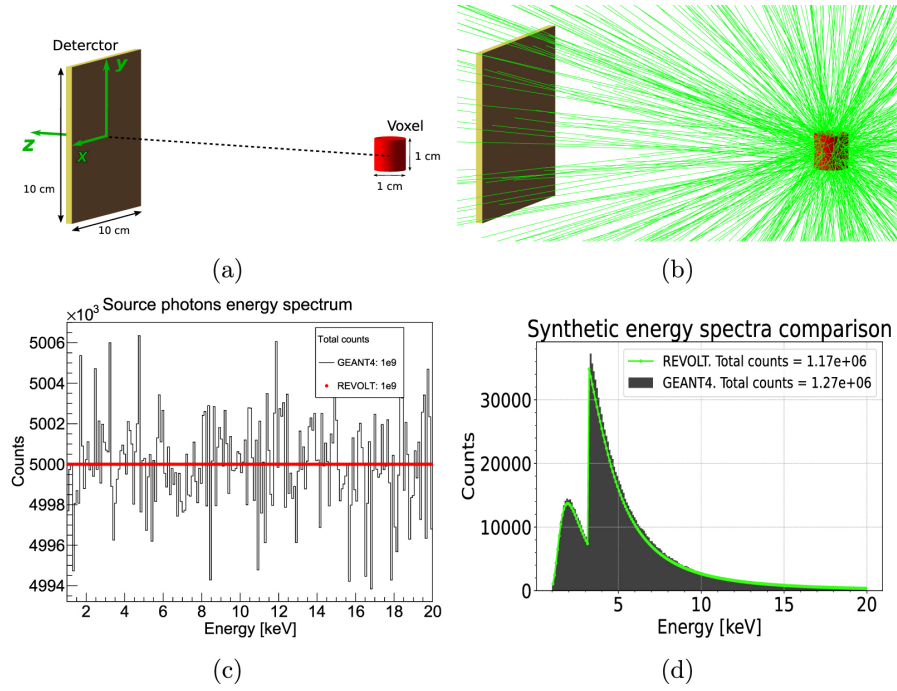 Deterctor
y
z
x
10 cm
10 cm
Voxel
1 cm
1 cm
(a)
(b)
×10³ Source photons energy spectrum
Total counts
GEANT4: 1e9
REVOLT: 1e9
5006
5004
5002
5000
4998
4996
4994
Counts
2 4 6 8 10 12 14 16 18 20
Energy [keV]
(c)
Synthetic energy spectra comparison
REVOLT. Total counts = 1.17e+06
GEANT4. Total counts = 1.27e+06
30000
20000
10000
0
Counts
5 10 15 20
Energy [keV]
(d)